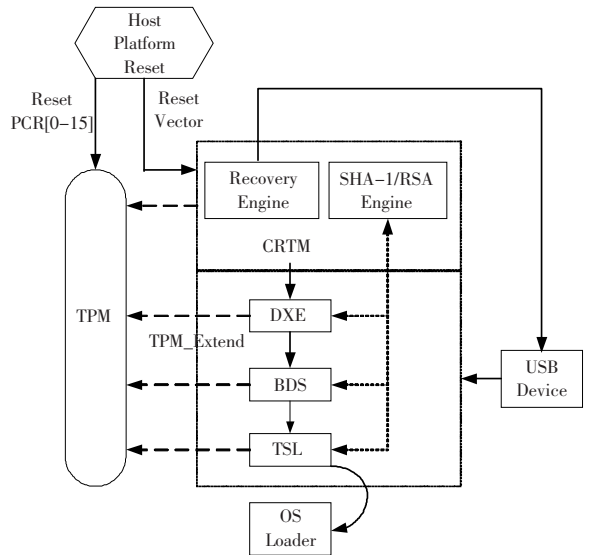 Host
Platform
Reset
Reset
PCR[0-15]
Reset
Vector
Recovery
Engine
SHA-1/RSA
Engine
CRTM
TPM
DXE
TPM_Extend
BDS
USB
Device
TSL
OS
Loader